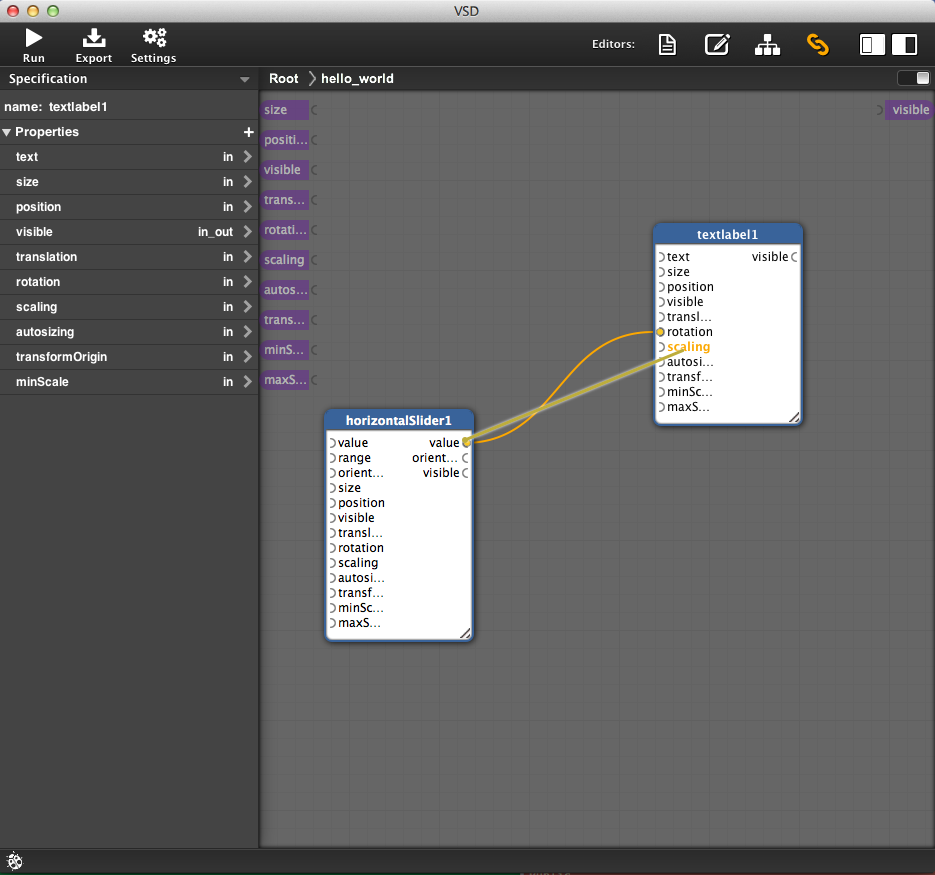 VSD
Run Export Settings Editors:
Specification
Root hello_world
name: textlabel1
Properties +
text in
size in
position in
visible in_out
translation in
rotation in
scaling in
autosizing in
transformOrigin in
minScale in
size
positi...
visible
trans...
rotati...
scaling
autos...
trans...
minS...
maxS...
visible
textlabel1
text visible
size
position
visible
transl...
rotation
scaling
autosi...
transf...
minSc...
maxS...
horizontalSlider1
value value
range orient...
orient... visible
size
position
visible
transl...
rotation
scaling
autosi...
transf...
minSc...
maxS...